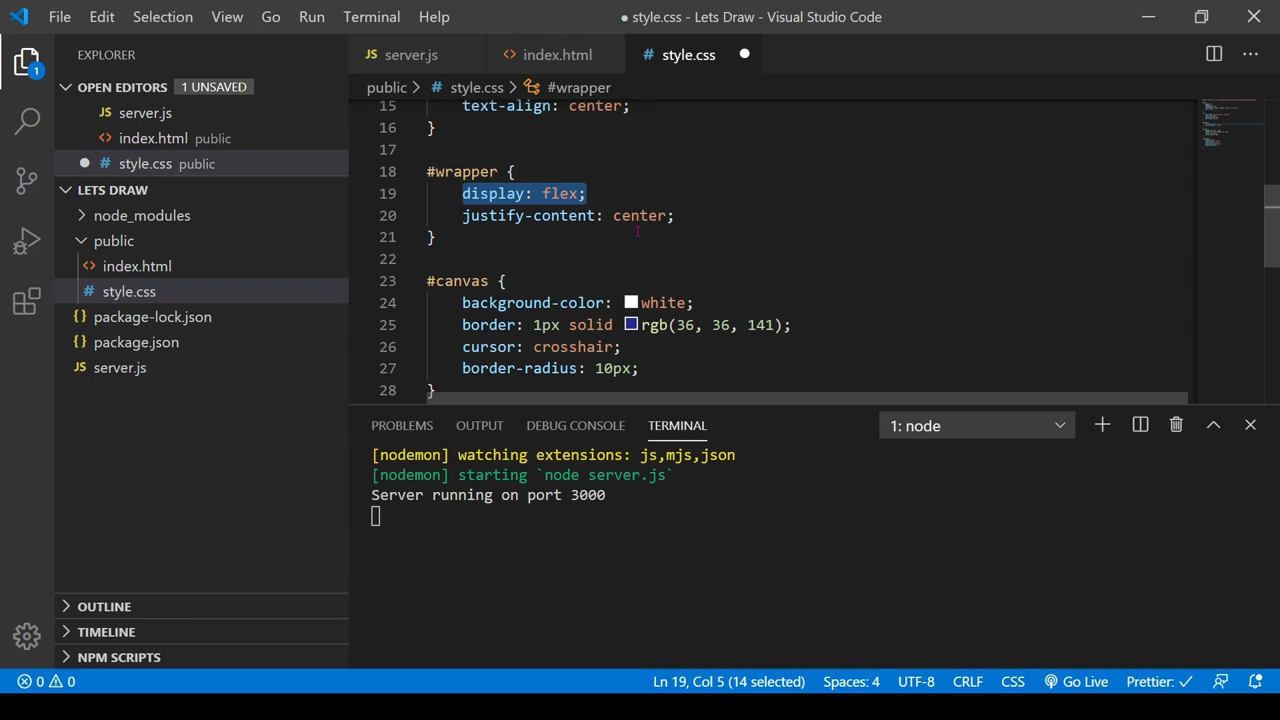 File Edit Selection View Go Run Terminal Help ● style.css - Lets Draw - Visual Studio Code
EXPLORER
OPEN EDITORS 1 UNSAVED
JS server.js
<> index.html public
● # style.css public
LETS DRAW
node_modules
public
<> index.html
# style.css
{} package-lock.json
{} package.json
JS server.js
OUTLINE
TIMELINE
NPM SCRIPTS
1
JS server.js <> index.html # style.css ●
public > # style.css > #wrapper
15 text-align: center;
16 }
17
18 #wrapper {
19 display: flex;
20 justify-content: center;
21 }
22
23 #canvas {
24 background-color: white;
25 border: 1px solid rgb(36, 36, 141);
26 cursor: crosshair;
27 border-radius: 10px;
28 }
PROBLEMS OUTPUT DEBUG CONSOLE TERMINAL 1: node
[nodemon] watching extensions: js,mjs,json
[nodemon] starting `node server.js`
Server running on port 3000
0 0 Ln 19, Col 5 (14 selected) Spaces: 4 UTF-8 CRLF CSS Go Live Prettier: ✓